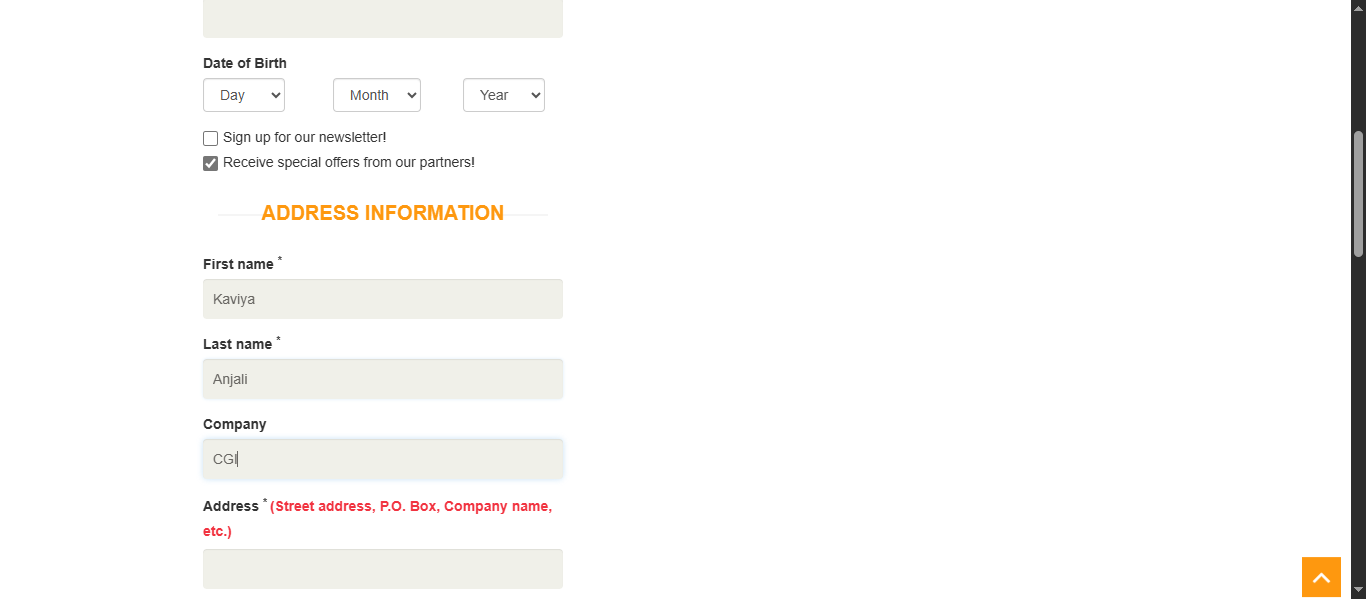 Date of Birth
Day Month Year
Sign up for our newsletter!
Receive special offers from our partners!
ADDRESS INFORMATION
First name *
Kaviya
Last name *
Anjali
Company
CGI
Address * (Street address, P.O. Box, Company name,
etc.)